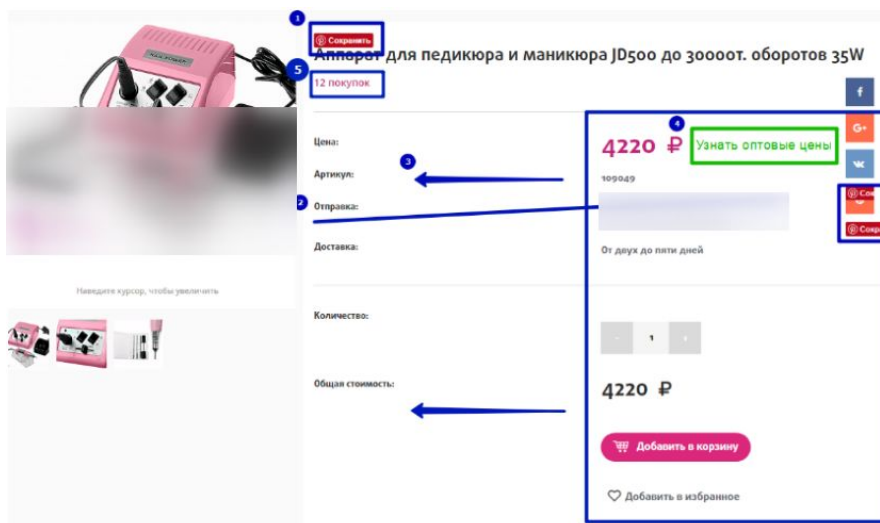 1
Сохранить
Аппарат для педикюра и маникюра JD500 до 30000т. оборотов 35W
5
12 покупок
f
4
G+
Цена:
4220 ₽
Узнать оптовые цены
3
Артикул:
109049
2
Отправка:
Сох
Сохр
Доставка:
От двух до пяти дней
Наведите курсор, чтобы увеличить
Количество:
- 1 +
Общая стоимость:
4220 ₽
Добавить в корзину
Добавить в избранное